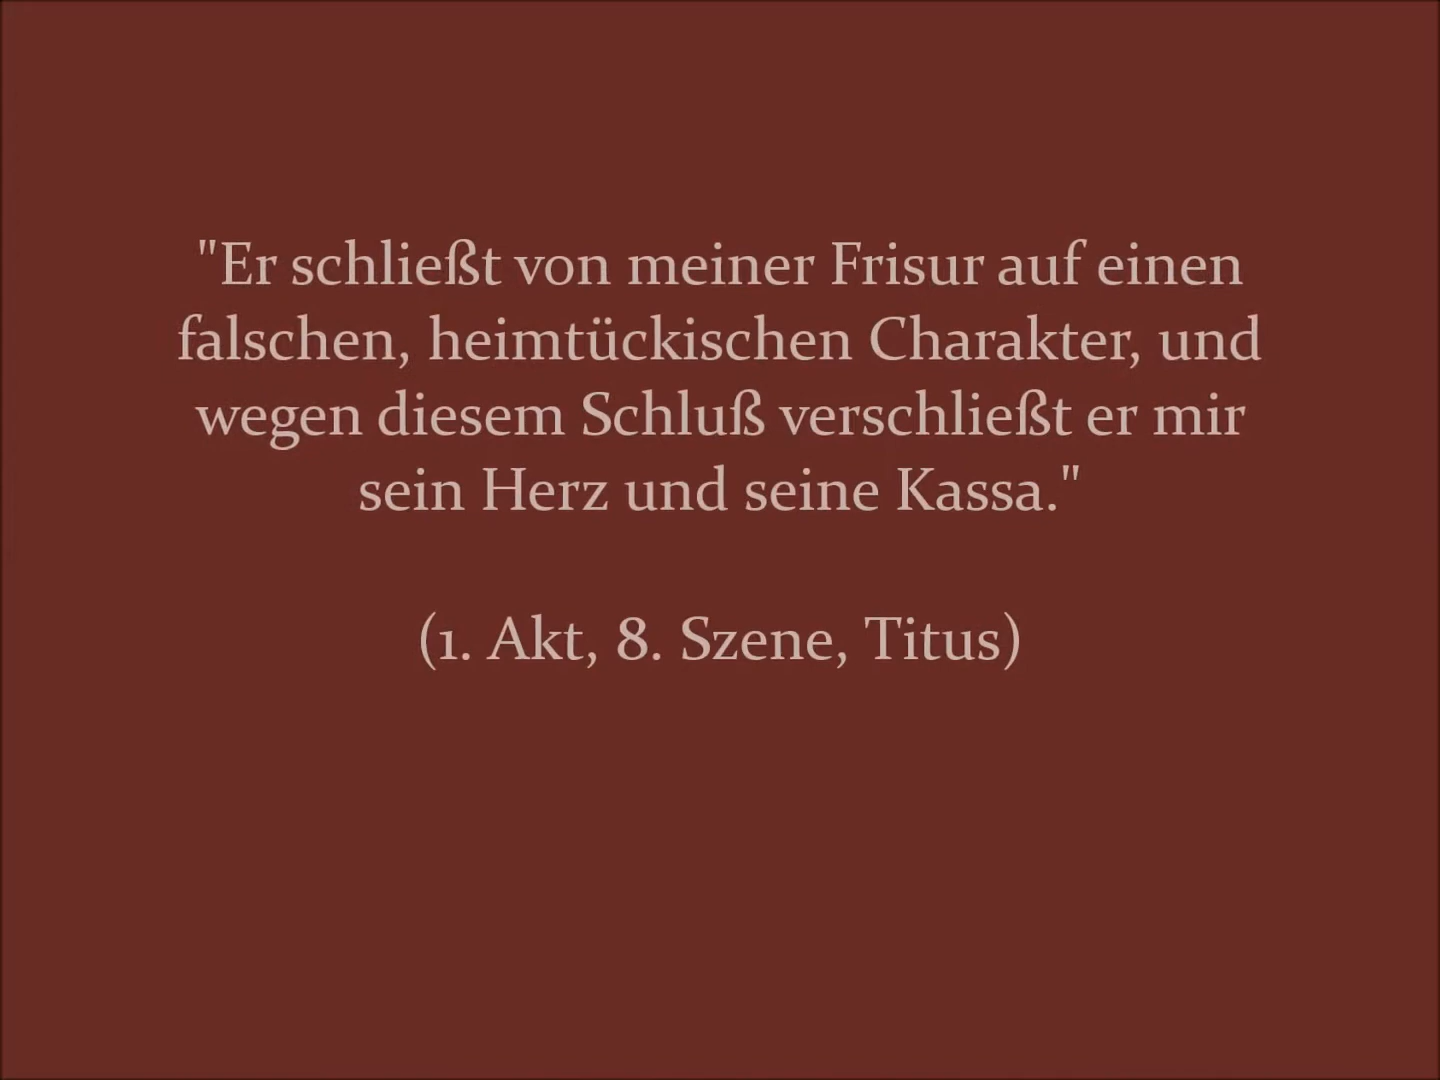 "Er schließt von meiner Frisur auf einen
falschen, heimtückischen Charakter, und
wegen diesem Schluß verschließt er mir
sein Herz und seine Kassa."
(1. Akt, 8. Szene, Titus)